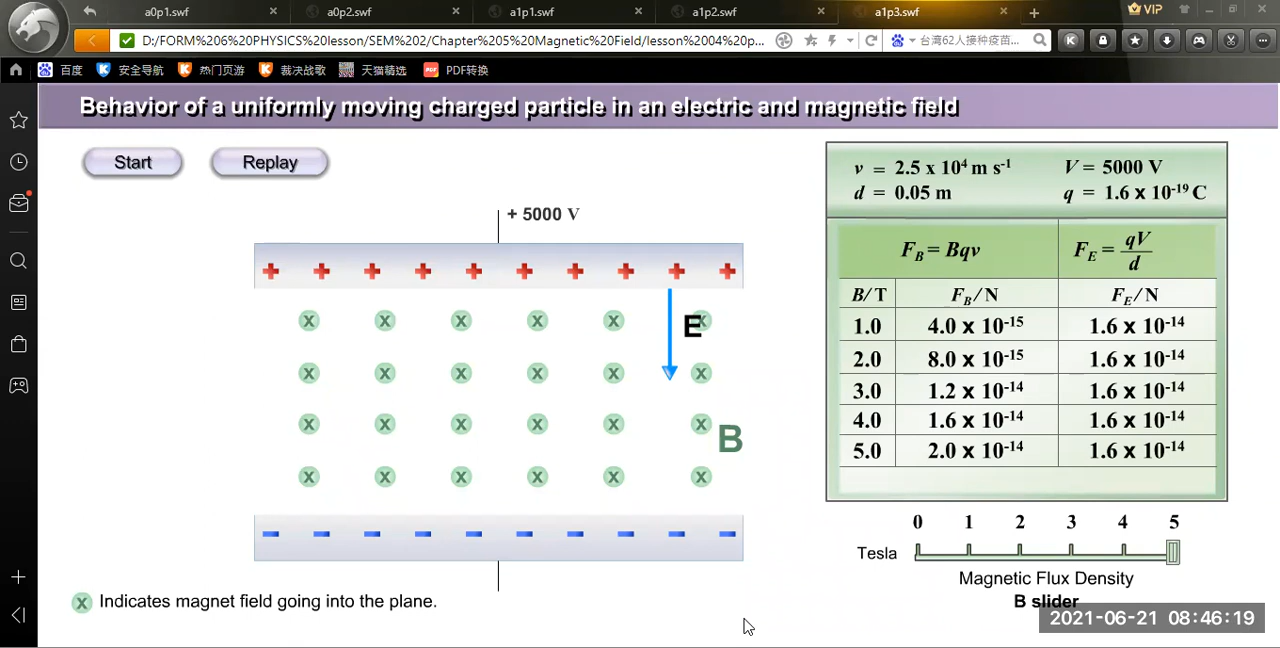 a0p1.swf
a0p2.swf
a1p1.swf
a1p2.swf
a1p3.swf
VIP
D:/FORM%206%20PHYSICS%20lesson/SEM%202/Chapter%205%20Magnetic%20Field/lesson%2004%20p...
台湾62人接种疫苗...
百度
安全导航
热门页游
裁决战歌
天猫精选
PDF转换
Behavior of a uniformly moving charged particle in an electric and magnetic field
Start
Replay
v = 2.5 x 10⁴ m s⁻¹ V = 5000 V
d = 0.05 m q = 1.6 x 10⁻¹⁹ C
+ 5000 V
F_B = Bqv F_E = qV/d
B/T F_B/N F_E/N
1.0 4.0 x 10⁻¹⁵ 1.6 x 10⁻¹⁴
2.0 8.0 x 10⁻¹⁵ 1.6 x 10⁻¹⁴
3.0 1.2 x 10⁻¹⁴ 1.6 x 10⁻¹⁴
4.0 1.6 x 10⁻¹⁴ 1.6 x 10⁻¹⁴
5.0 2.0 x 10⁻¹⁴ 1.6 x 10⁻¹⁴
+ + + + + + + + + +
x x x x x E x
x x x x x x
x x x x x x
B
x x x x x x
- - - - - - - - - -
0 1 2 3 4 5
Tesla
Magnetic Flux Density
B slider
x Indicates magnet field going into the plane.
2021-06-21 08:46:19